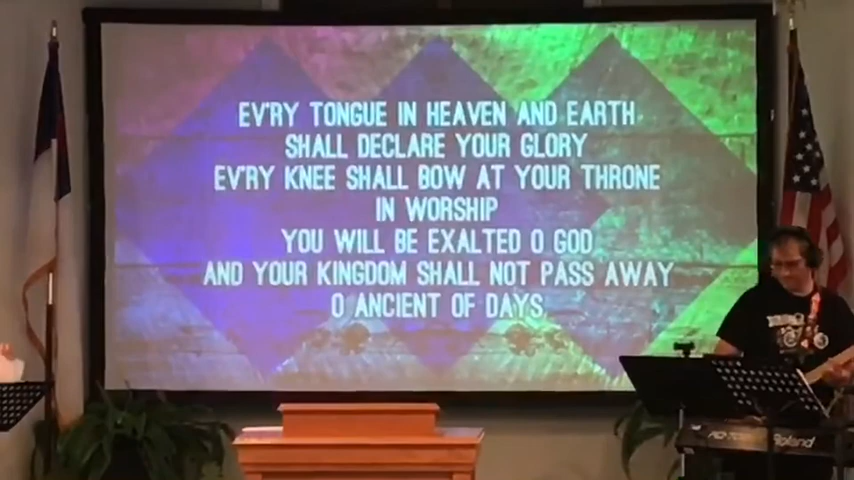 EV'RY TONGUE IN HEAVEN AND EARTH
SHALL DECLARE YOUR GLORY
EV'RY KNEE SHALL BOW AT YOUR THRONE
IN WORSHIP
YOU WILL BE EXALTED O GOD
AND YOUR KINGDOM SHALL NOT PASS AWAY
O ANCIENT OF DAYS
Roland